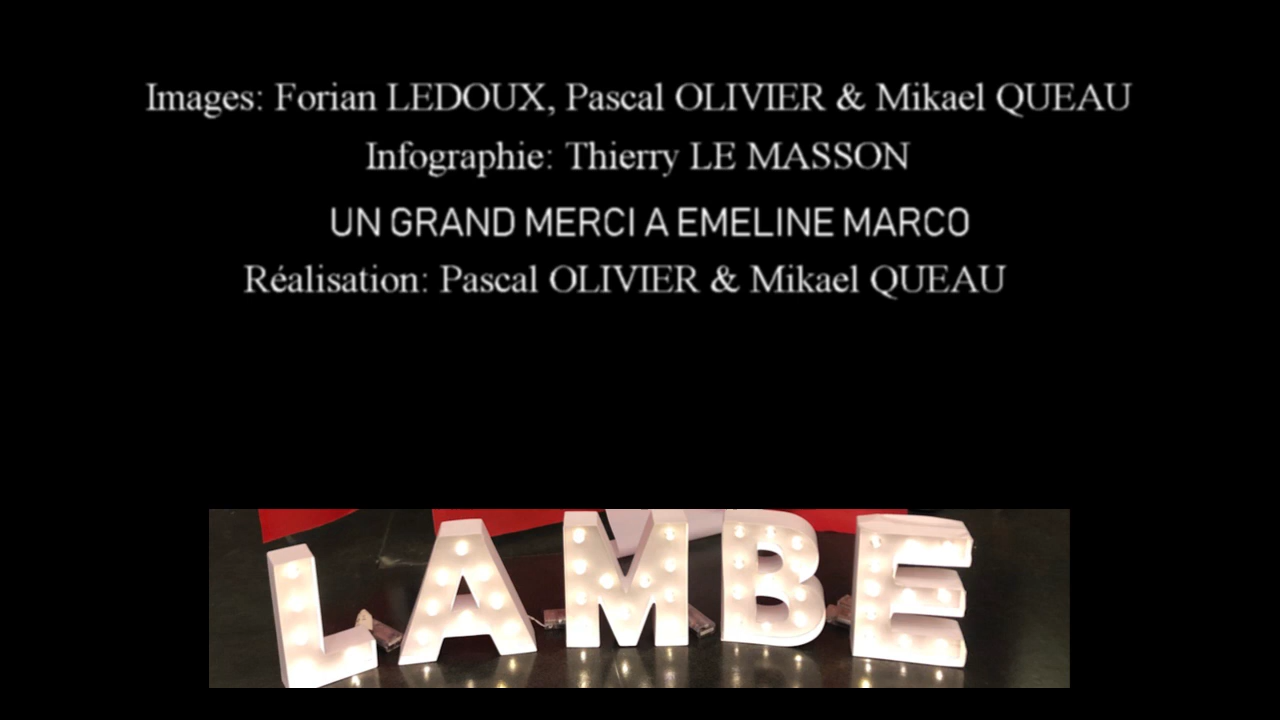 Images: Forian LEDOUX, Pascal OLIVIER & Mikael QUEAU
Infographie: Thierry LE MASSON
UN GRAND MERCI A EMELINE MARCO
Réalisation: Pascal OLIVIER & Mikael QUEAU
LAMBE